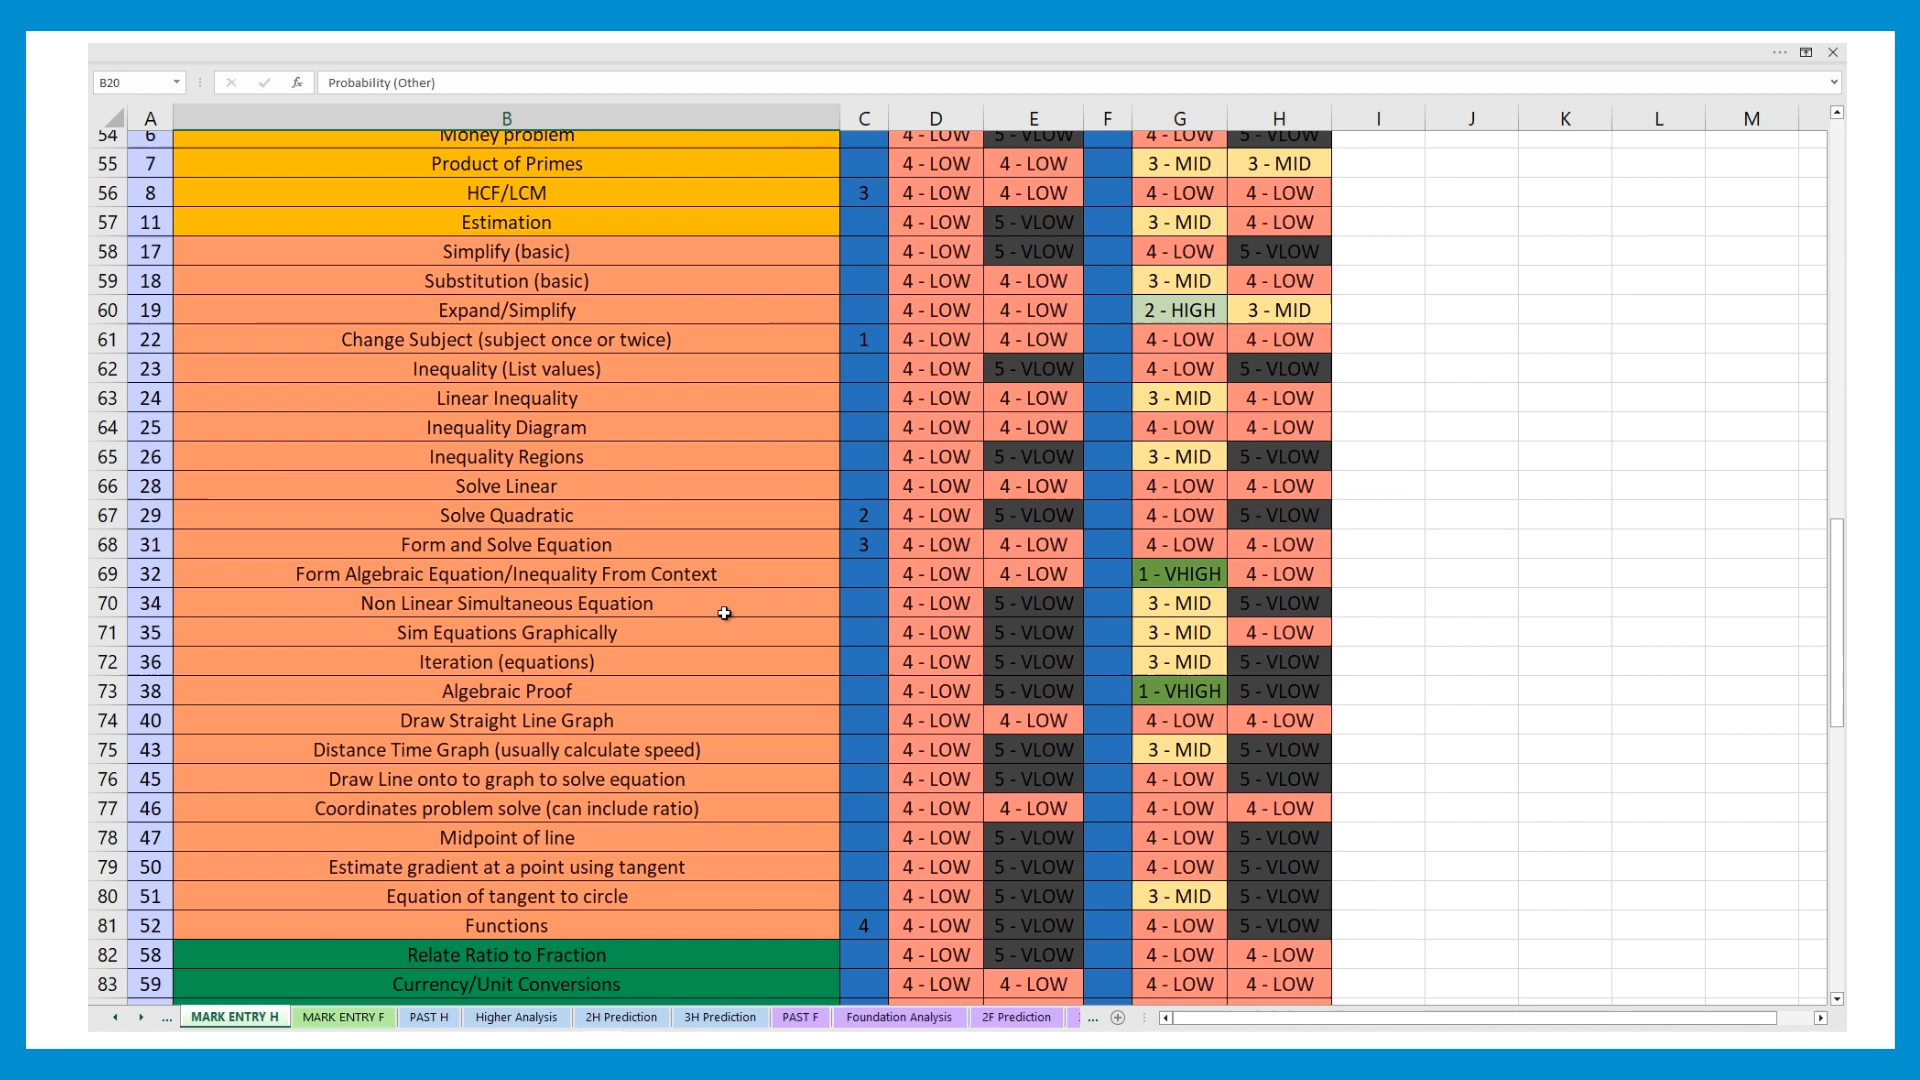 B20 fx Probability (Other)
A B C D E F G H I J K L M
54 6 Money problem 4 - LOW 5 - VLOW 4 - LOW 5 - VLOW
55 7 Product of Primes 4 - LOW 4 - LOW 3 - MID 3 - MID
56 8 HCF/LCM 3 4 - LOW 4 - LOW 4 - LOW 4 - LOW
57 11 Estimation 4 - LOW 5 - VLOW 3 - MID 4 - LOW
58 17 Simplify (basic) 4 - LOW 5 - VLOW 4 - LOW 5 - VLOW
59 18 Substitution (basic) 4 - LOW 4 - LOW 3 - MID 4 - LOW
60 19 Expand/Simplify 4 - LOW 4 - LOW 2 - HIGH 3 - MID
61 22 Change Subject (subject once or twice) 1 4 - LOW 4 - LOW 4 - LOW 4 - LOW
62 23 Inequality (List values) 4 - LOW 5 - VLOW 4 - LOW 5 - VLOW
63 24 Linear Inequality 4 - LOW 4 - LOW 3 - MID 4 - LOW
64 25 Inequality Diagram 4 - LOW 4 - LOW 4 - LOW 4 - LOW
65 26 Inequality Regions 4 - LOW 5 - VLOW 3 - MID 5 - VLOW
66 28 Solve Linear 4 - LOW 4 - LOW 4 - LOW 4 - LOW
67 29 Solve Quadratic 2 4 - LOW 5 - VLOW 4 - LOW 5 - VLOW
68 31 Form and Solve Equation 3 4 - LOW 4 - LOW 4 - LOW 4 - LOW
69 32 Form Algebraic Equation/Inequality From Context 4 - LOW 4 - LOW 1 - VHIGH 4 - LOW
70 34 Non Linear Simultaneous Equation 4 - LOW 5 - VLOW 3 - MID 5 - VLOW
71 35 Sim Equations Graphically 4 - LOW 5 - VLOW 3 - MID 4 - LOW
72 36 Iteration (equations) 4 - LOW 5 - VLOW 3 - MID 5 - VLOW
73 38 Algebraic Proof 4 - LOW 5 - VLOW 1 - VHIGH 5 - VLOW
74 40 Draw Straight Line Graph 4 - LOW 4 - LOW 4 - LOW 4 - LOW
75 43 Distance Time Graph (usually calculate speed) 4 - LOW 5 - VLOW 3 - MID 5 - VLOW
76 45 Draw Line onto to graph to solve equation 4 - LOW 5 - VLOW 4 - LOW 5 - VLOW
77 46 Coordinates problem solve (can include ratio) 4 - LOW 4 - LOW 4 - LOW 4 - LOW
78 47 Midpoint of line 4 - LOW 5 - VLOW 4 - LOW 5 - VLOW
79 50 Estimate gradient at a point using tangent 4 - LOW 5 - VLOW 4 - LOW 5 - VLOW
80 51 Equation of tangent to circle 4 - LOW 5 - VLOW 3 - MID 5 - VLOW
81 52 Functions 4 4 - LOW 5 - VLOW 4 - LOW 5 - VLOW
82 58 Relate Ratio to Fraction 4 - LOW 5 - VLOW 4 - LOW 4 - LOW
83 59 Currency/Unit Conversions 4 - LOW 4 - LOW 4 - LOW 4 - LOW
... MARK ENTRY H MARK ENTRY F PAST H Higher Analysis 2H Prediction 3H Prediction PAST F Foundation Analysis 2F Prediction ...